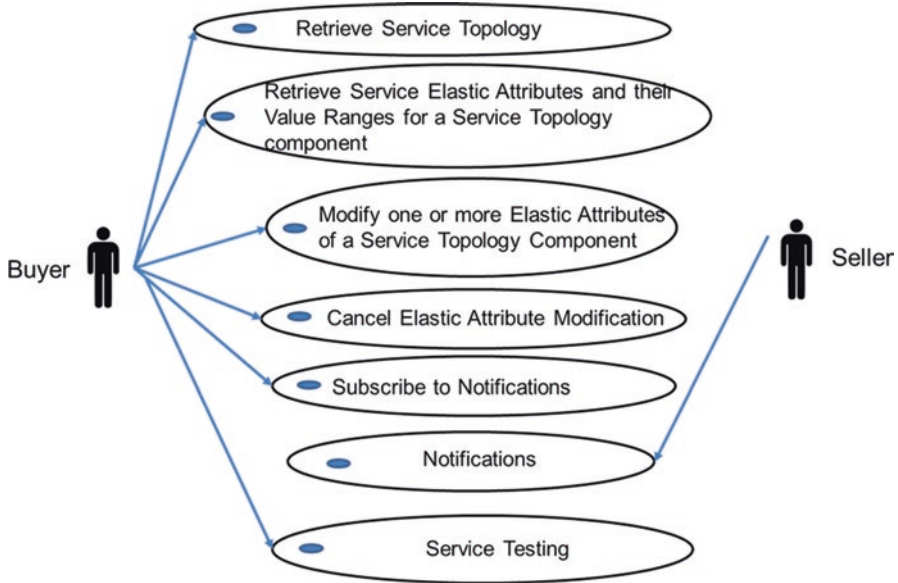 Retrieve Service Topology
Retrieve Service Elastic Attributes and their
Value Ranges for a Service Topology
component
Modify one or more Elastic Attributes
of a Service Topology Component
Buyer
Seller
Cancel Elastic Attribute Modification
Subscribe to Notifications
Notifications
Service Testing